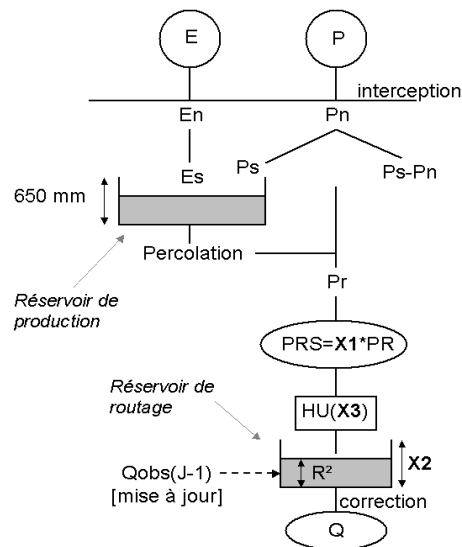 E P
interception
En Pn
Es Ps Ps-Pn
650 mm
Percolation
Réservoir de
production
Pr
PRS=X1*PR
Réservoir de
routage
HU(X3)
X2
R²
Qobs(J-1)
[mise à jour]
correction
Q